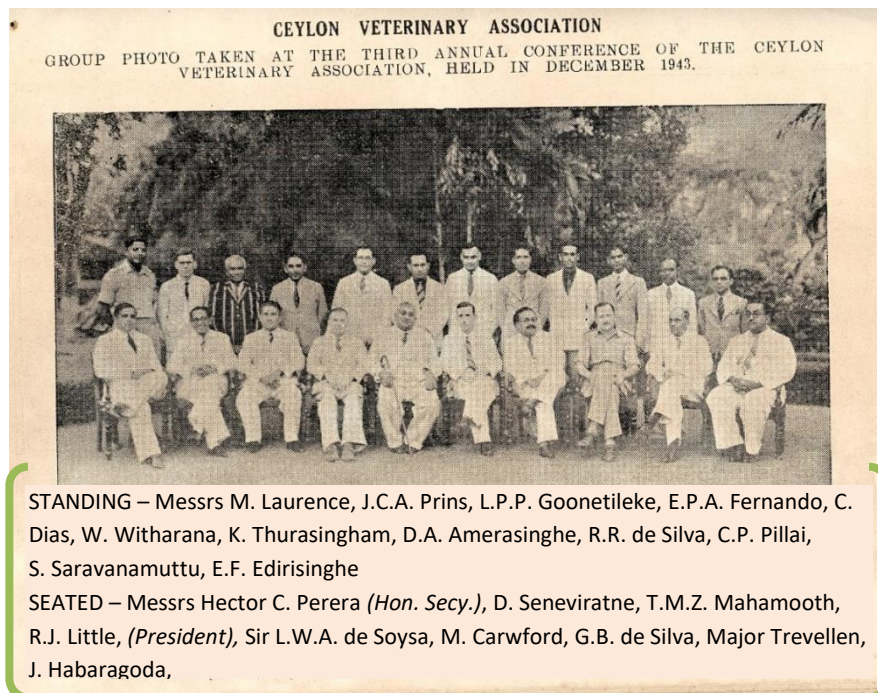 CEYLON VETERINARY ASSOCIATION
GROUP PHOTO TAKEN AT THE THIRD ANNUAL CONFERENCE OF THE CEYLON
VETERINARY ASSOCIATION, HELD IN DECEMBER 1943.
STANDING – Messrs M. Laurence, J.C.A. Prins, L.P.P. Goonetileke, E.P.A. Fernando, C.
Dias, W. Witharana, K. Thurasingham, D.A. Amerasinghe, R.R. de Silva, C.P. Pillai,
S. Saravanamuttu, E.F. Edirisinghe
SEATED – Messrs Hector C. Perera (Hon. Secy.), D. Seneviratne, T.M.Z. Mahamooth,
R.J. Little, (President), Sir L.W.A. de Soysa, M. Carwford, G.B. de Silva, Major Trevellen,
J. Habaragoda,